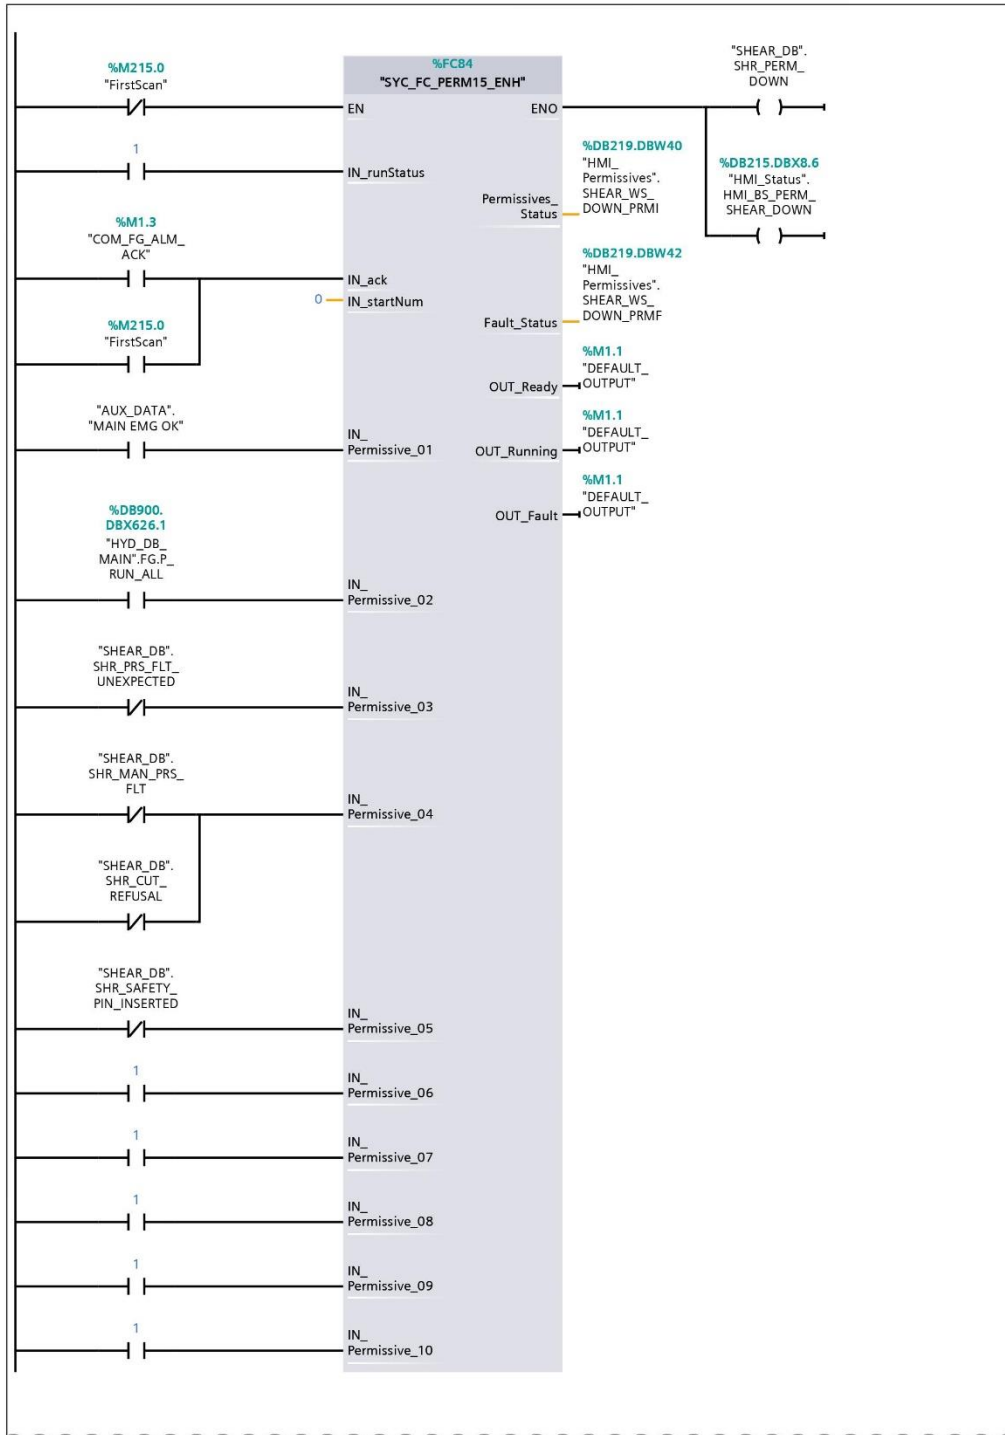 %M215.0
"FirstScan"
1
%M1.3
"COM_FG_ALM_
ACK"
0
%M215.0
"FirstScan"
"AUX_DATA".
"MAIN EMG OK"
%DB900.
DBX626.1
"HYD_DB_
MAIN".FG.P_
RUN_ALL
"SHEAR_DB".
SHR_PRS_FLT_
UNEXPECTED
"SHEAR_DB".
SHR_MAN_PRS_
FLT
"SHEAR_DB".
SHR_CUT_
REFUSAL
"SHEAR_DB".
SHR_SAFETY_
PIN_INSERTED
1
1
1
1
1
%FC84
"SYC_FC_PERM15_ENH"
EN
IN_runStatus
IN_ack
IN_startNum
IN_
Permissive_01
IN_
Permissive_02
IN_
Permissive_03
IN_
Permissive_04
IN_
Permissive_05
IN_
Permissive_06
IN_
Permissive_07
IN_
Permissive_08
IN_
Permissive_09
IN_
Permissive_10
ENO
Permissives_
Status
Fault_Status
OUT_Ready
OUT_Running
OUT_Fault
%DB219.DBW40
"HMI_
Permissives".
SHEAR_WS_
DOWN_PRMI
%DB219.DBW42
"HMI_
Permissives".
SHEAR_WS_
DOWN_PRMF
%M1.1
"DEFAULT_
OUTPUT"
%M1.1
"DEFAULT_
OUTPUT"
%M1.1
"DEFAULT_
OUTPUT"
"SHEAR_DB".
SHR_PERM_
DOWN
%DB215.DBX8.6
"HMI_Status".
HMI_BS_PERM_
SHEAR_DOWN